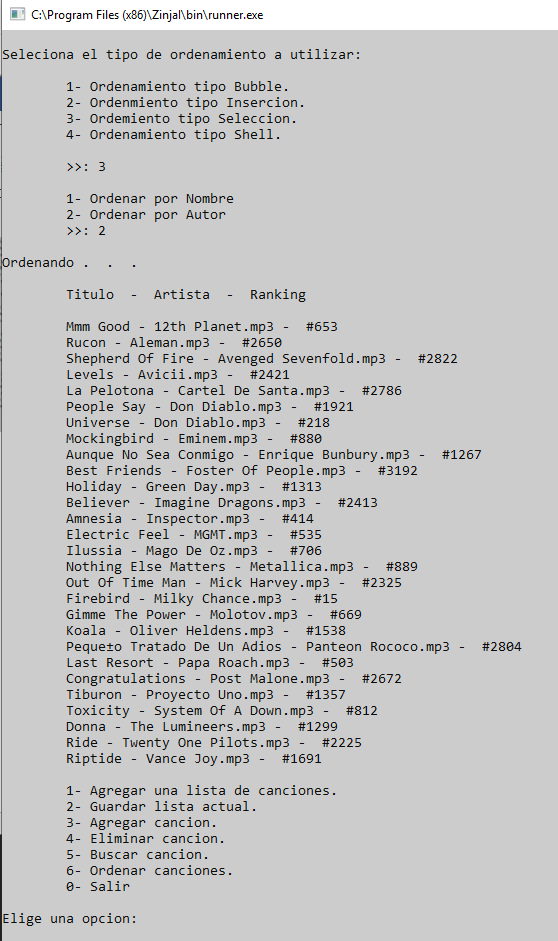 C:\Program Files (x86)\Zinjal\bin\runner.exe
Seleciona el tipo de ordenamiento a utilizar:
1- Ordenamiento tipo Bubble.
2- Ordenmiento tipo Insercion.
3- Ordemiento tipo Seleccion.
4- Ordenamiento tipo Shell.
>>: 3
1- Ordenar por Nombre
2- Ordenar por Autor
>>: 2
Ordenando . . .
Titulo - Artista - Ranking
Mmm Good - 12th Planet.mp3 - #653
Rucon - Aleman.mp3 - #2650
Shepherd Of Fire - Avenged Sevenfold.mp3 - #2822
Levels - Avicii.mp3 - #2421
La Pelotona - Cartel De Santa.mp3 - #2786
People Say - Don Diablo.mp3 - #1921
Universe - Don Diablo.mp3 - #218
Mockingbird - Eminem.mp3 - #880
Aunque No Sea Conmigo - Enrique Bunbury.mp3 - #1267
Best Friends - Foster Of People.mp3 - #3192
Holiday - Green Day.mp3 - #1313
Believer - Imagine Dragons.mp3 - #2413
Amnesia - Inspector.mp3 - #414
Electric Feel - MGMT.mp3 - #535
Ilussia - Mago De Oz.mp3 - #706
Nothing Else Matters - Metallica.mp3 - #889
Out Of Time Man - Mick Harvey.mp3 - #2325
Firebird - Milky Chance.mp3 - #15
Gimme The Power - Molotov.mp3 - #669
Koala - Oliver Heldens.mp3 - #1538
Peque±o Tratado De Un Adios - Panteon Rococo.mp3 - #2804
Last Resort - Papa Roach.mp3 - #503
Congratulations - Post Malone.mp3 - #2672
Tiburon - Proyecto Uno.mp3 - #1357
Toxicity - System Of A Down.mp3 - #812
Donna - The Lumineers.mp3 - #1299
Ride - Twenty One Pilots.mp3 - #2225
Riptide - Vance Joy.mp3 - #1691
1- Agregar una lista de canciones.
2- Guardar lista actual.
3- Agregar cancion.
4- Eliminar cancion.
5- Buscar cancion.
6- Ordenar canciones.
0- Salir
Elige una opcion: